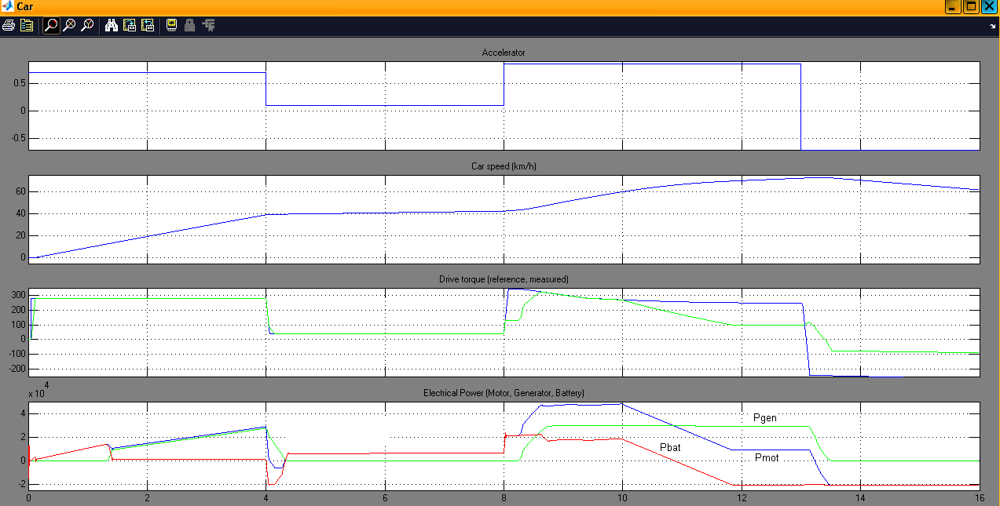 Car
Accelerator
0.5
0
-0.5
Car speed (km/h)
60
40
20
0
Drive torque (reference, measured)
300
200
100
0
-100
-200
x 10 4
Electrical Power (Motor, Generator, Battery)
4
2
0
-2
Pgen
Pbat
Pmot
0 2 4 6 8 10 12 14 16